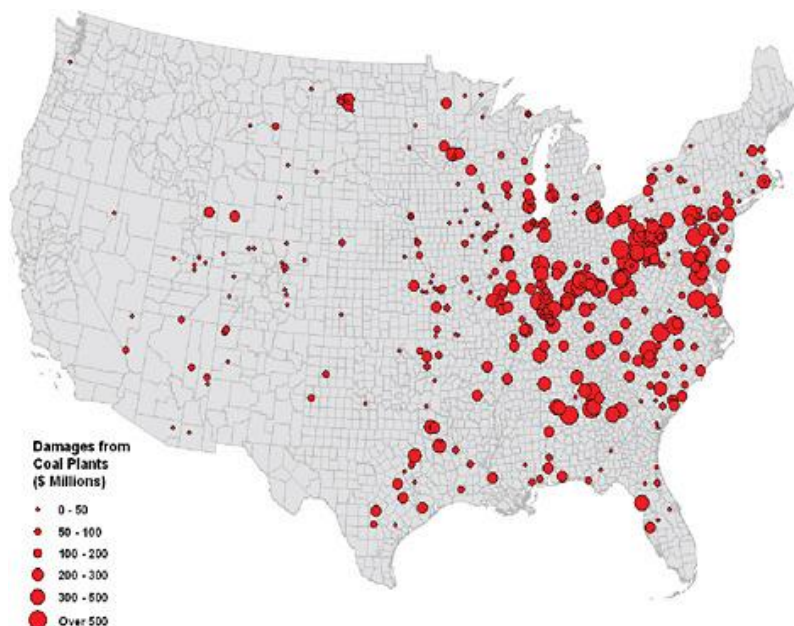 Damages from
Coal Plants
($ Millions)
0 - 50
50 - 100
100 - 200
200 - 300
300 - 500
Over 500